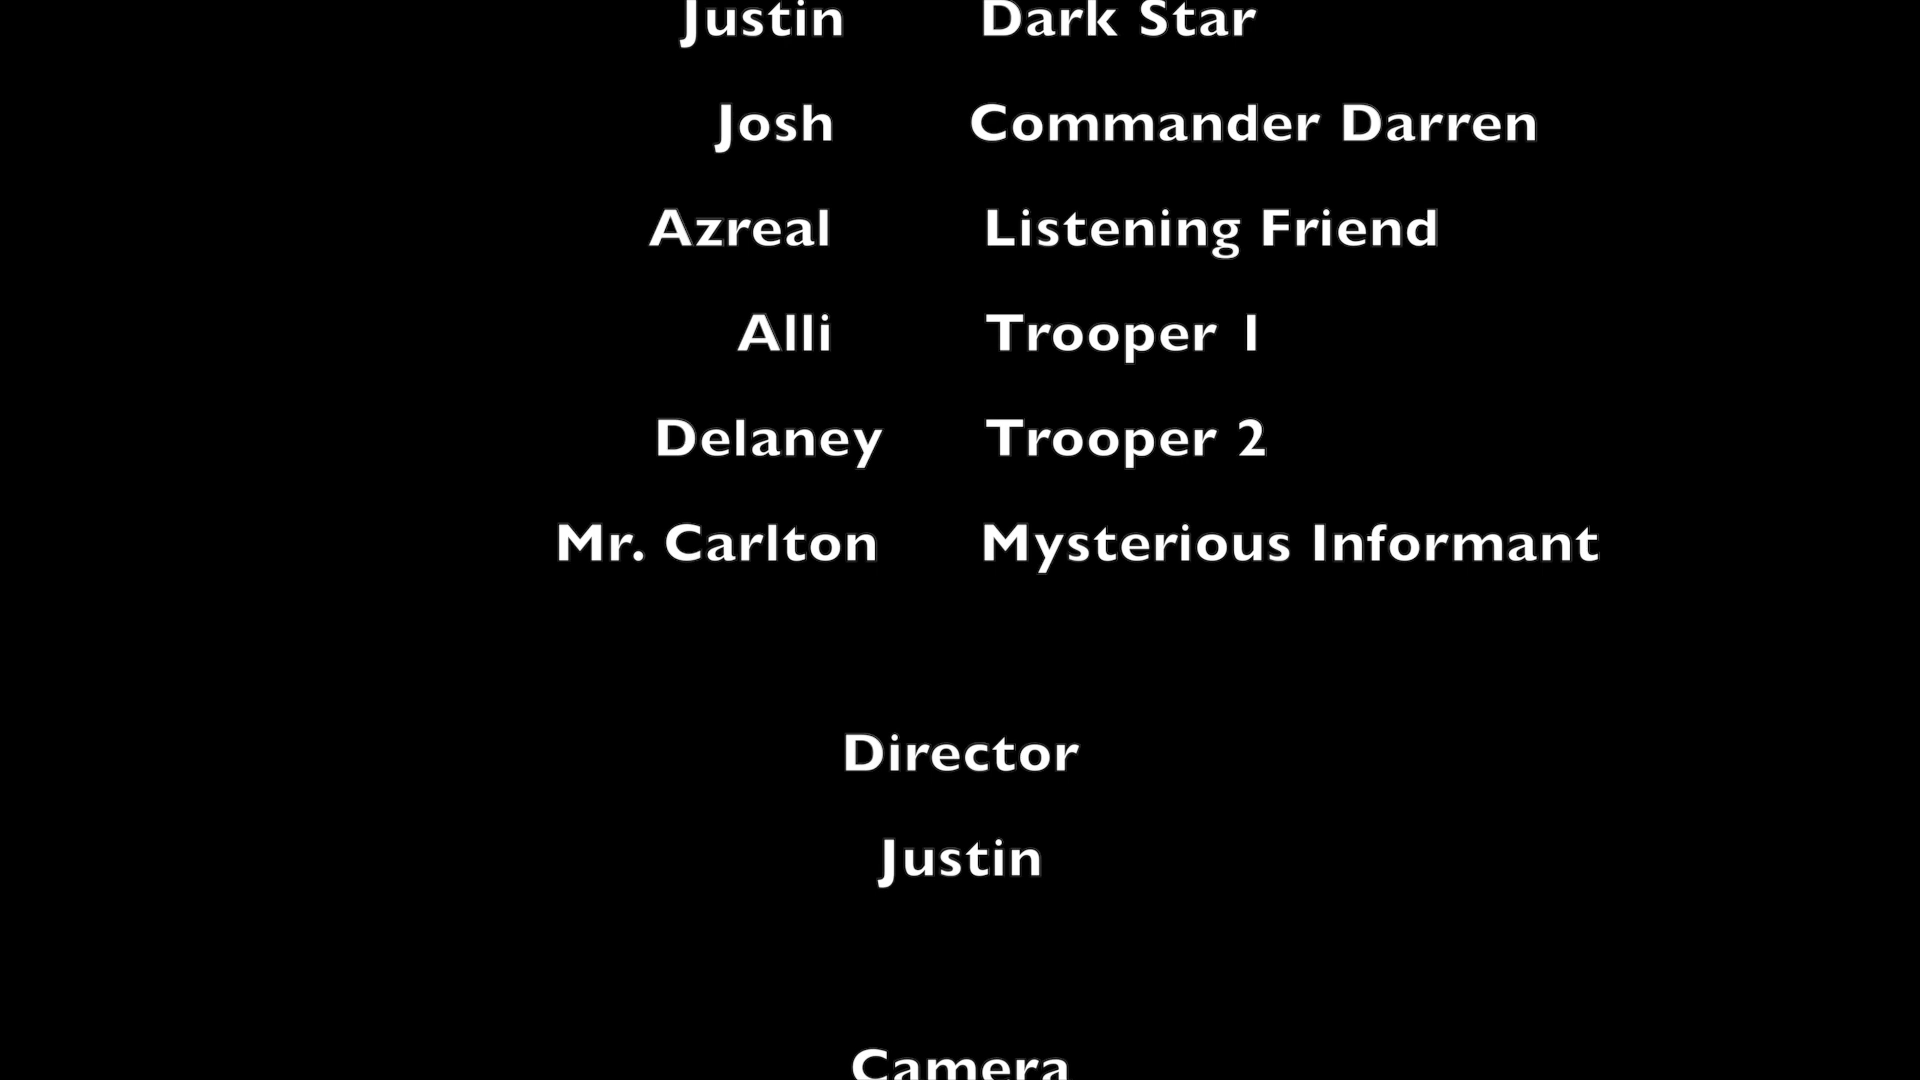 Justin Dark Star
Josh Commander Darren
Azreal Listening Friend
Alli Trooper 1
Delaney Trooper 2
Mr. Carlton Mysterious Informant
Director
Justin
Camera